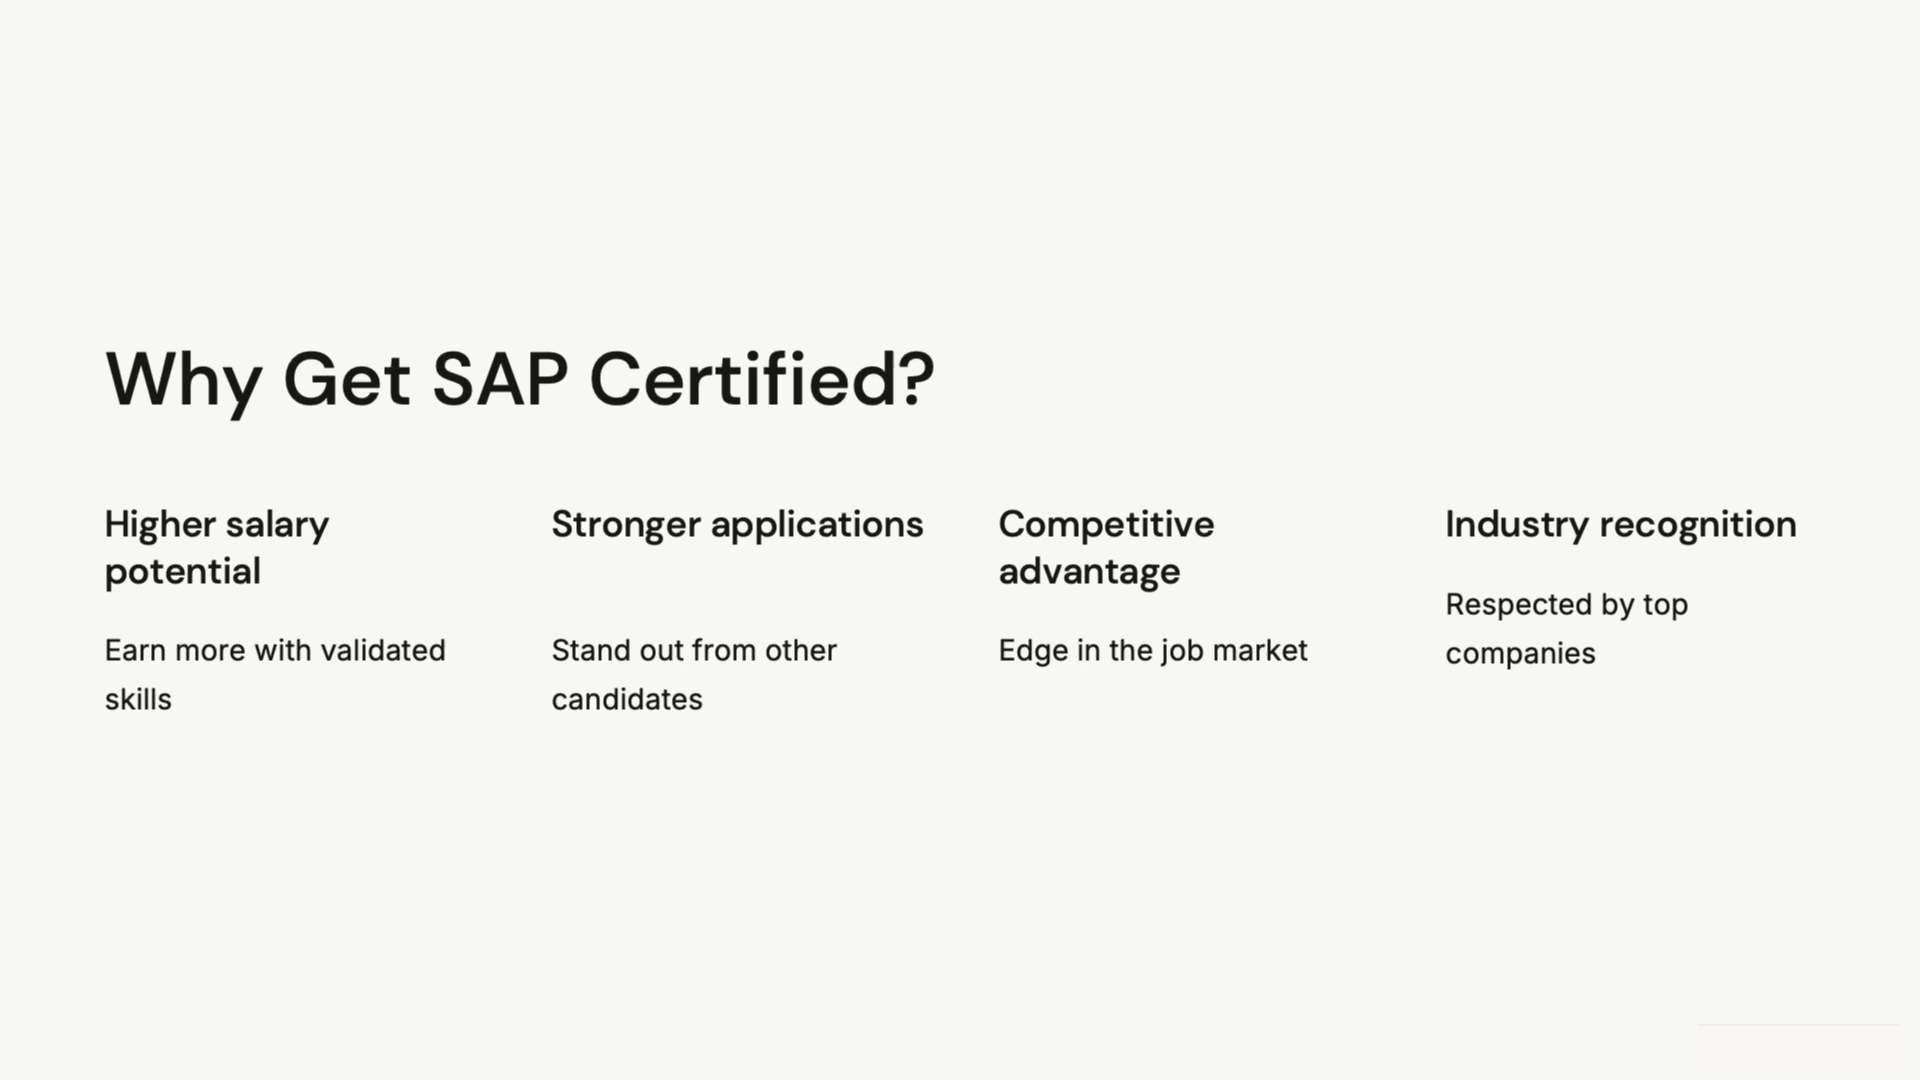 Why Get SAP Certified?
Higher salary
potential
Earn more with validated
skills
Stronger applications
Stand out from other
candidates
Competitive
advantage
Edge in the job market
Industry recognition
Respected by top
companies